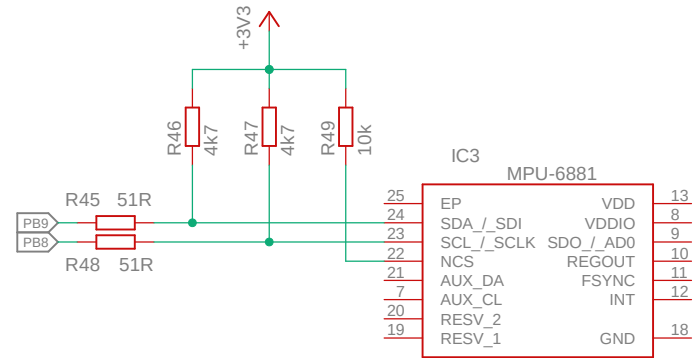 +3V3
R46
4k7
R47
4k7
R49
10k
IC3
MPU-6881
R45 51R
PB9
PB8
R48 51R
25 EP VDD 13
24 SDA_/_SDI VDDIO 8
23 SCL_/_SCLK SDO_/_AD0 9
22 NCS REGOUT 10
21 AUX_DA FSYNC 11
7 AUX_CL INT 12
20 RESV_2
19 RESV_1 GND 18